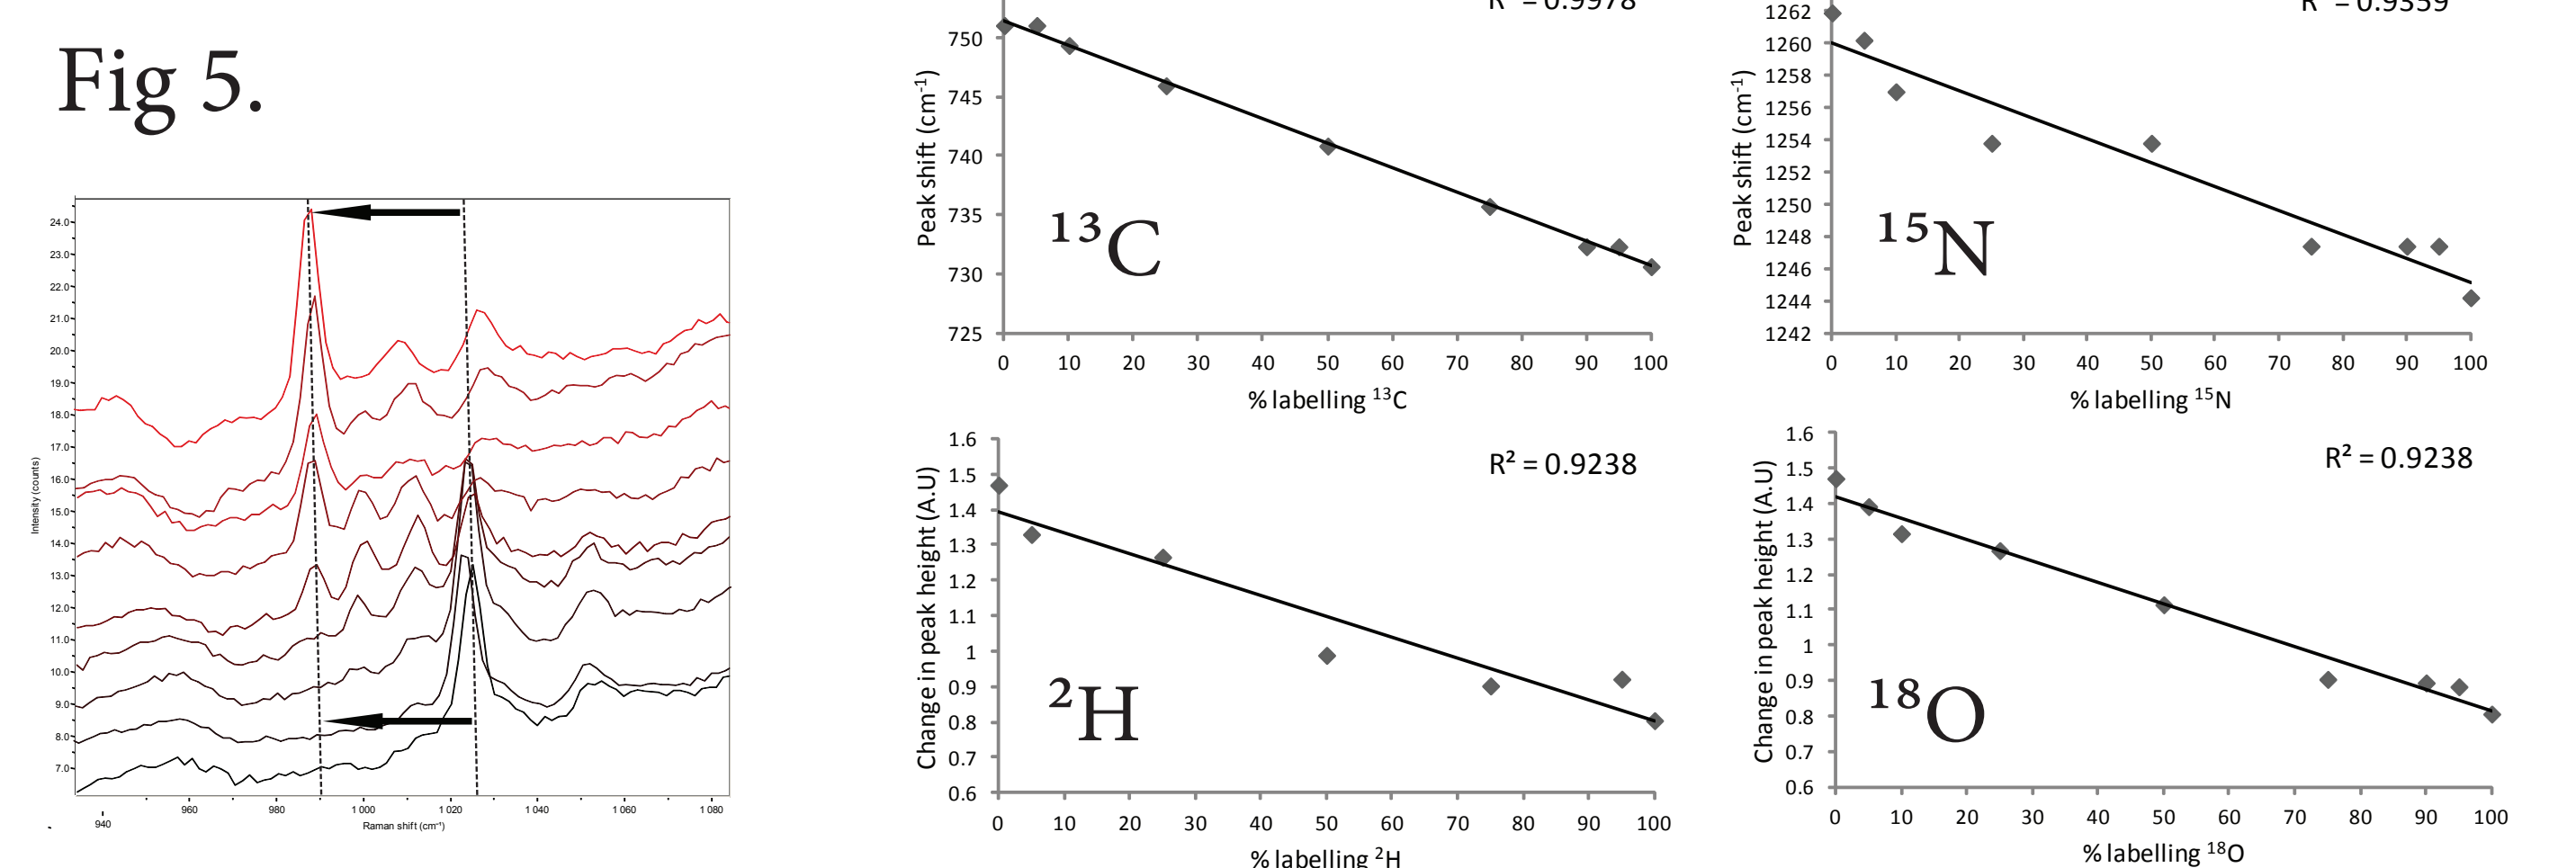 Fig 5.
Intensity (counts)
24.0
23.0
22.0
21.0
20.0
19.0
18.0
17.0
16.0
15.0
14.0
13.0
12.0
11.0
10.0
9.0
8.0
7.0
940
960
980
1 000
1 020
1 040
1 060
1 080
Raman shift (cm⁻¹)
R² = 0.9978
Peak shift (cm⁻¹)
750
745
740
735
730
725
¹³C
0 10 20 30 40 50 60 70 80 90 100
% labelling ¹³C
R² = 0.9359
Peak shift (cm⁻¹)
1262
1260
1258
1256
1254
1252
1250
1248
1246
1244
1242
¹⁵N
0 10 20 30 40 50 60 70 80 90 100
% labelling ¹⁵N
R² = 0.9238
Change in peak height (A.U)
1.6
1.5
1.4
1.3
1.2
1.1
1
0.9
0.8
0.7
0.6
²H
0 10 20 30 40 50 60 70 80 90 100
% labelling ²H
R² = 0.9238
Change in peak height (A.U)
1.6
1.5
1.4
1.3
1.2
1.1
1
0.9
0.8
0.7
0.6
¹⁸O
0 10 20 30 40 50 60 70 80 90 100
% labelling ¹⁸O